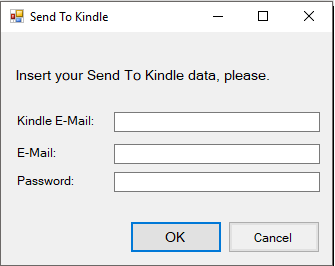 Send To Kindle
Insert your Send To Kindle data, please.
Kindle E-Mail:
E-Mail:
Password:
OK Cancel